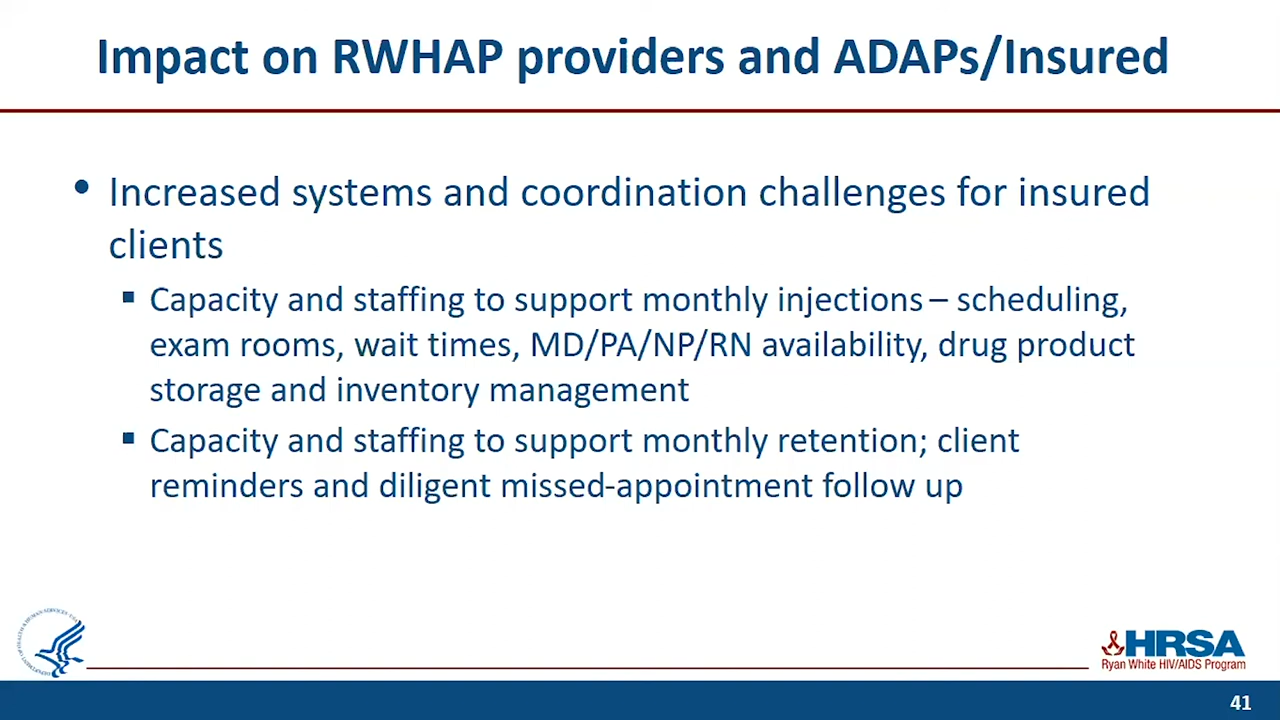 Impact on RWHAP providers and ADAPs/Insured
• Increased systems and coordination challenges for insured
clients
▪ Capacity and staffing to support monthly injections – scheduling,
exam rooms, wait times, MD/PA/NP/RN availability, drug product
storage and inventory management
▪ Capacity and staffing to support monthly retention; client
reminders and diligent missed-appointment follow up
HRSA
Ryan White HIV/AIDS Program
41